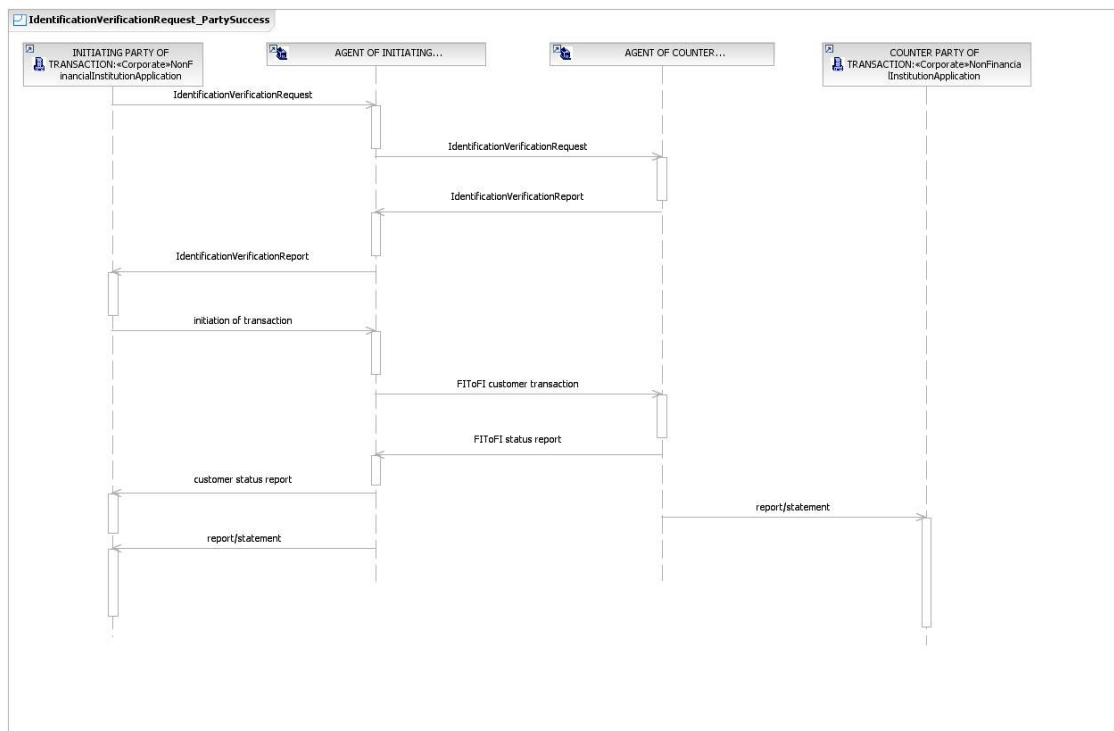 IdentificationVerificationRequest_PartySuccess
INITIATING PARTY OF
TRANSACTION:«Corporate»NonF
inancialInstitutionApplication
AGENT OF INITIATING...
AGENT OF COUNTER...
COUNTER PARTY OF
TRANSACTION:«Corporate»NonFinancia
lInstitutionApplication
IdentificationVerificationRequest
IdentificationVerificationRequest
IdentificationVerificationReport
IdentificationVerificationReport
initiation of transaction
FIToFI customer transaction
FIToFI status report
customer status report
report/statement
report/statement